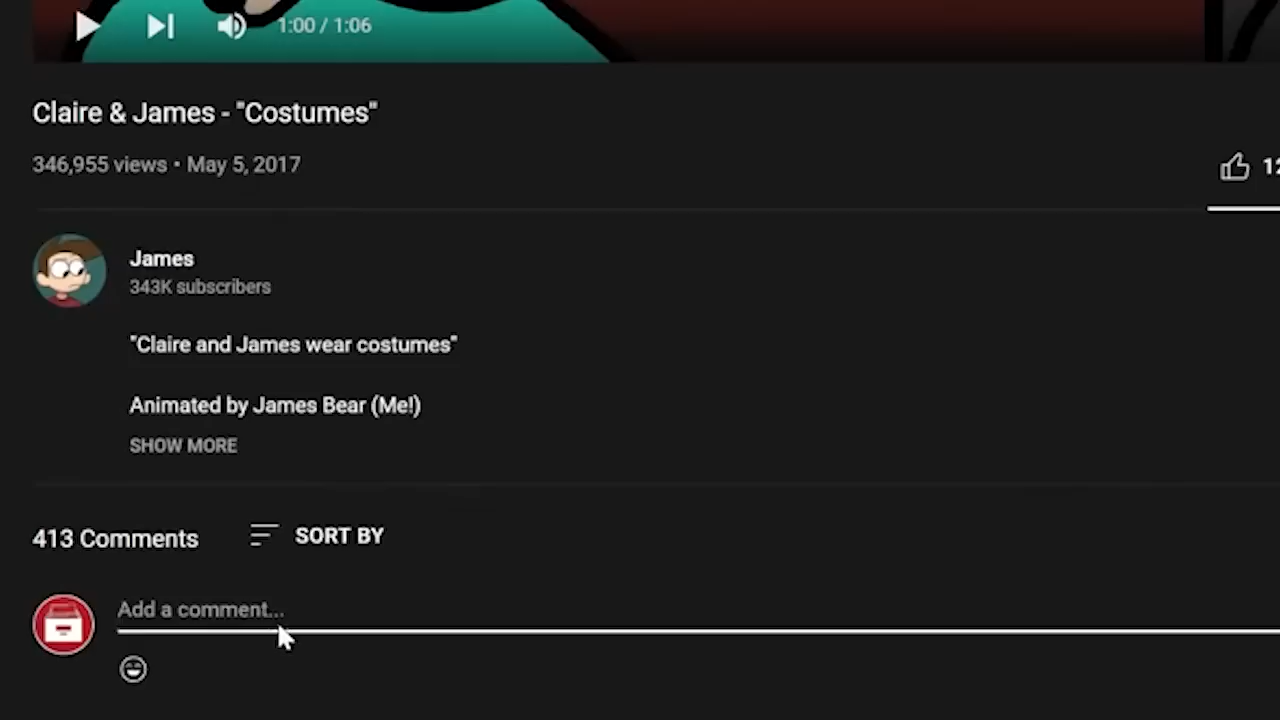 1:00 / 1:06
Claire & James - "Costumes"
346,955 views • May 5, 2017
James
343K subscribers
"Claire and James wear costumes"
Animated by James Bear (Me!)
SHOW MORE
413 Comments
SORT BY
Add a comment...